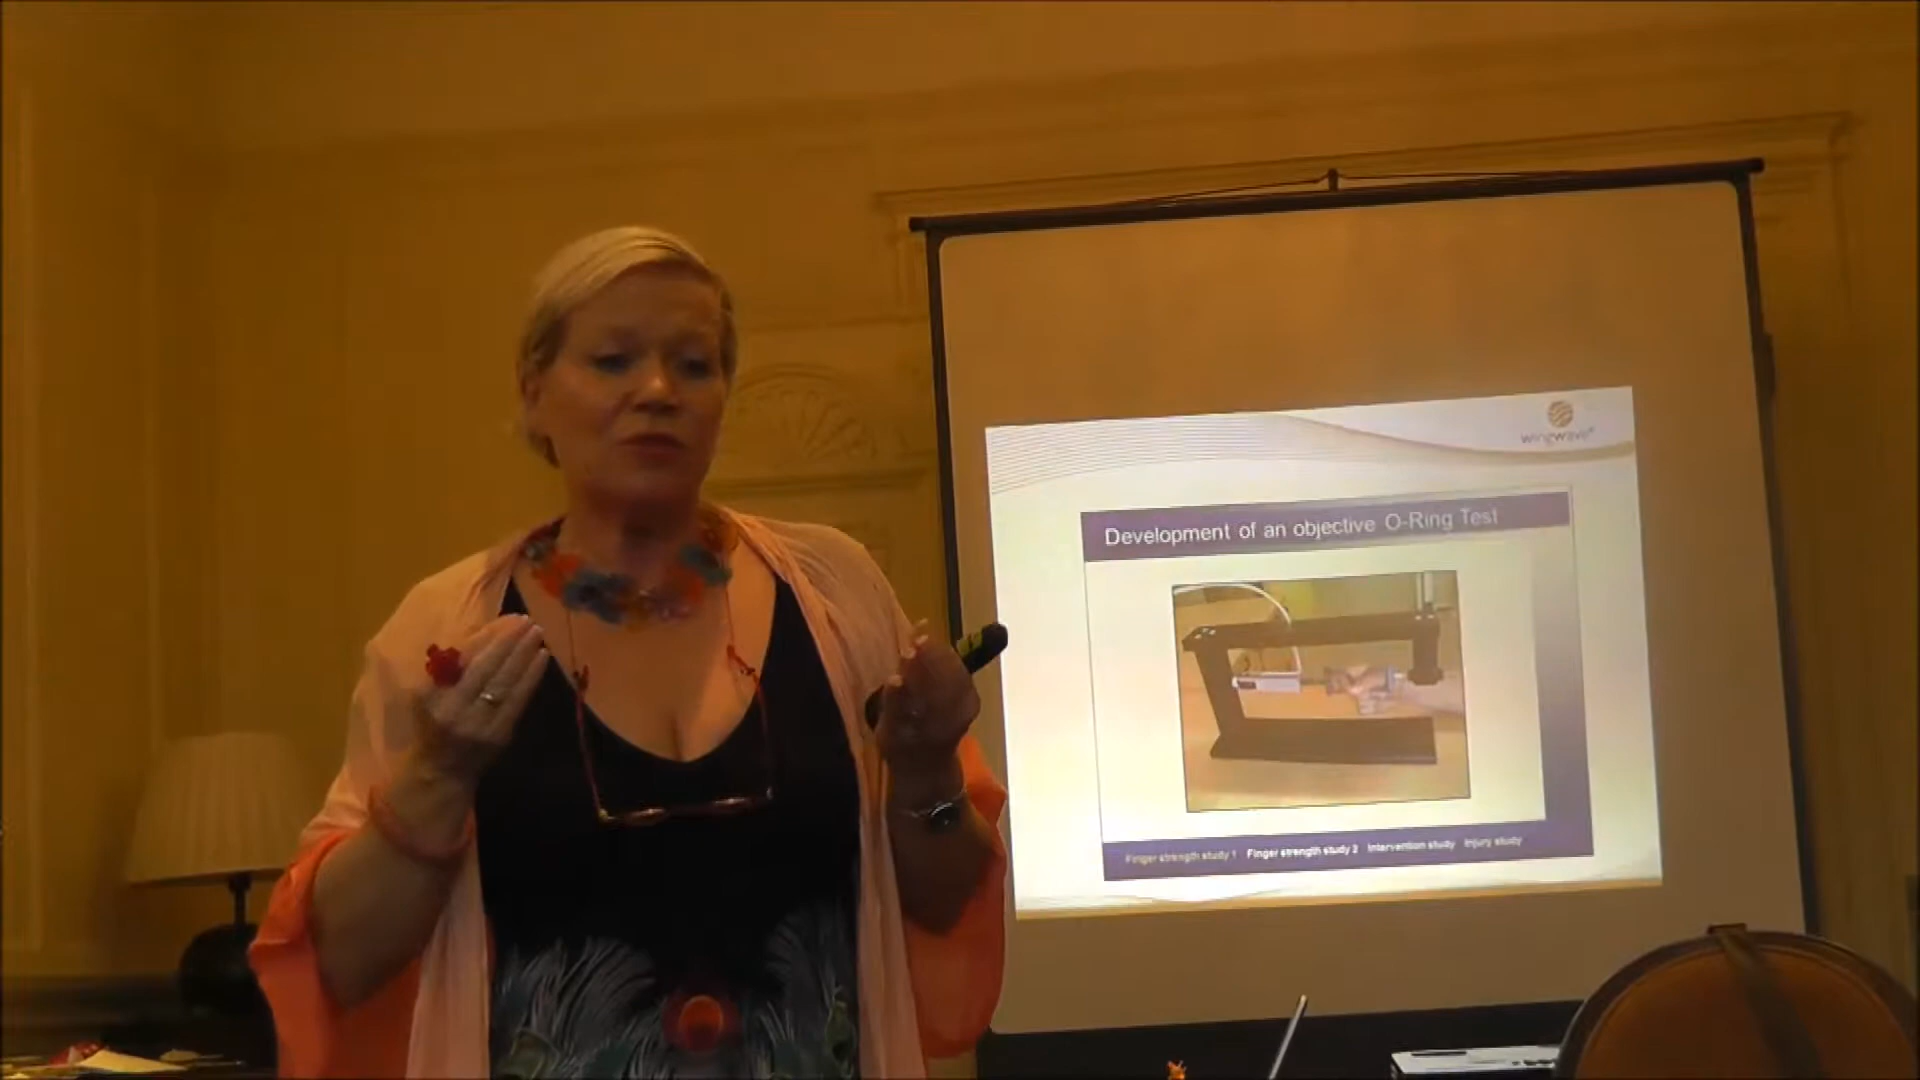 wingwave®
Development of an objective O-Ring Test
Finger strength study 1 Finger strength study 2 Intervention study Injury study